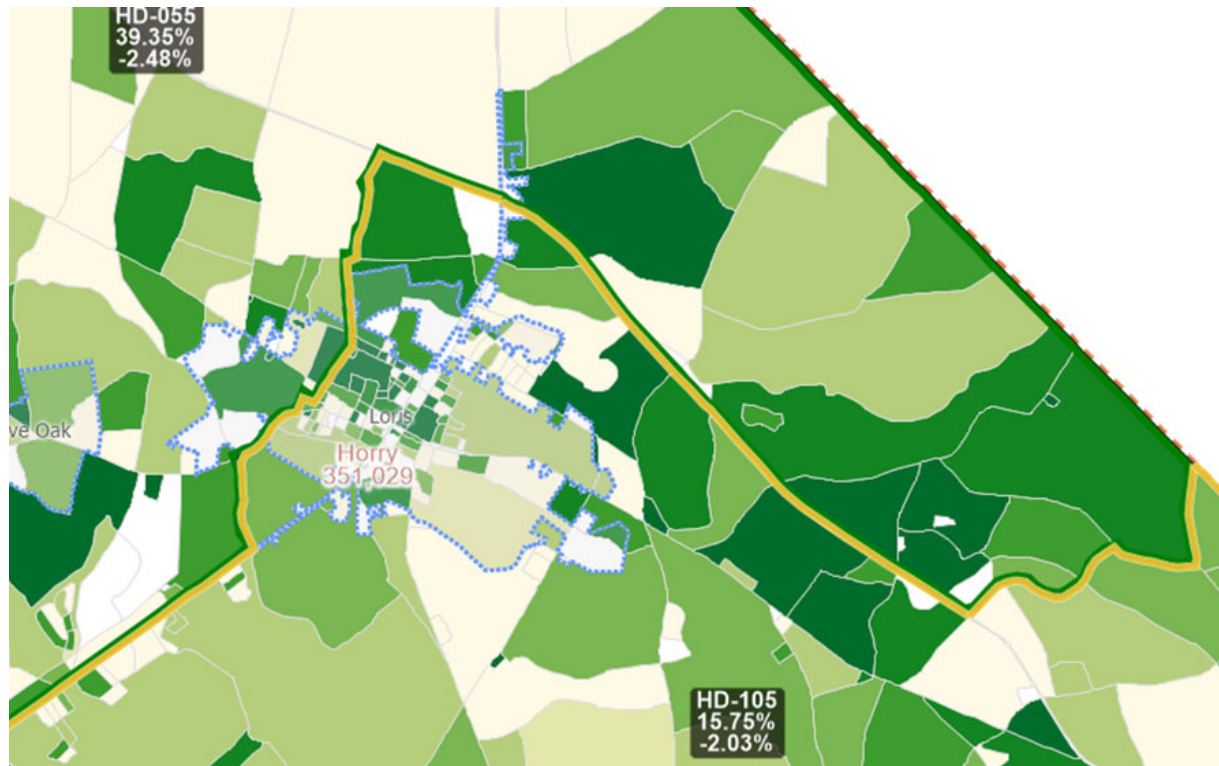 HD-055
39.35%
-2.48%
ve Oak
Loris
Horry
351,029
HD-105
15.75%
-2.03%